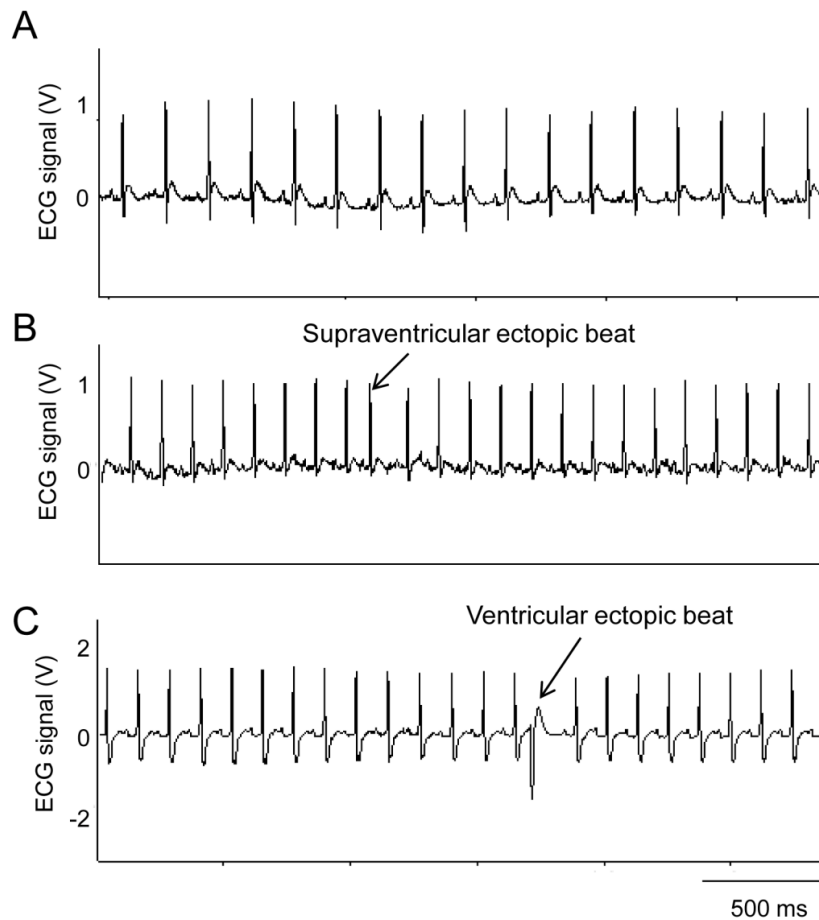 A
ECG signal (V)
1
0
B
Supraventricular ectopic beat
ECG signal (V)
1
0
C
Ventricular ectopic beat
ECG signal (V)
2
0
-2
500 ms